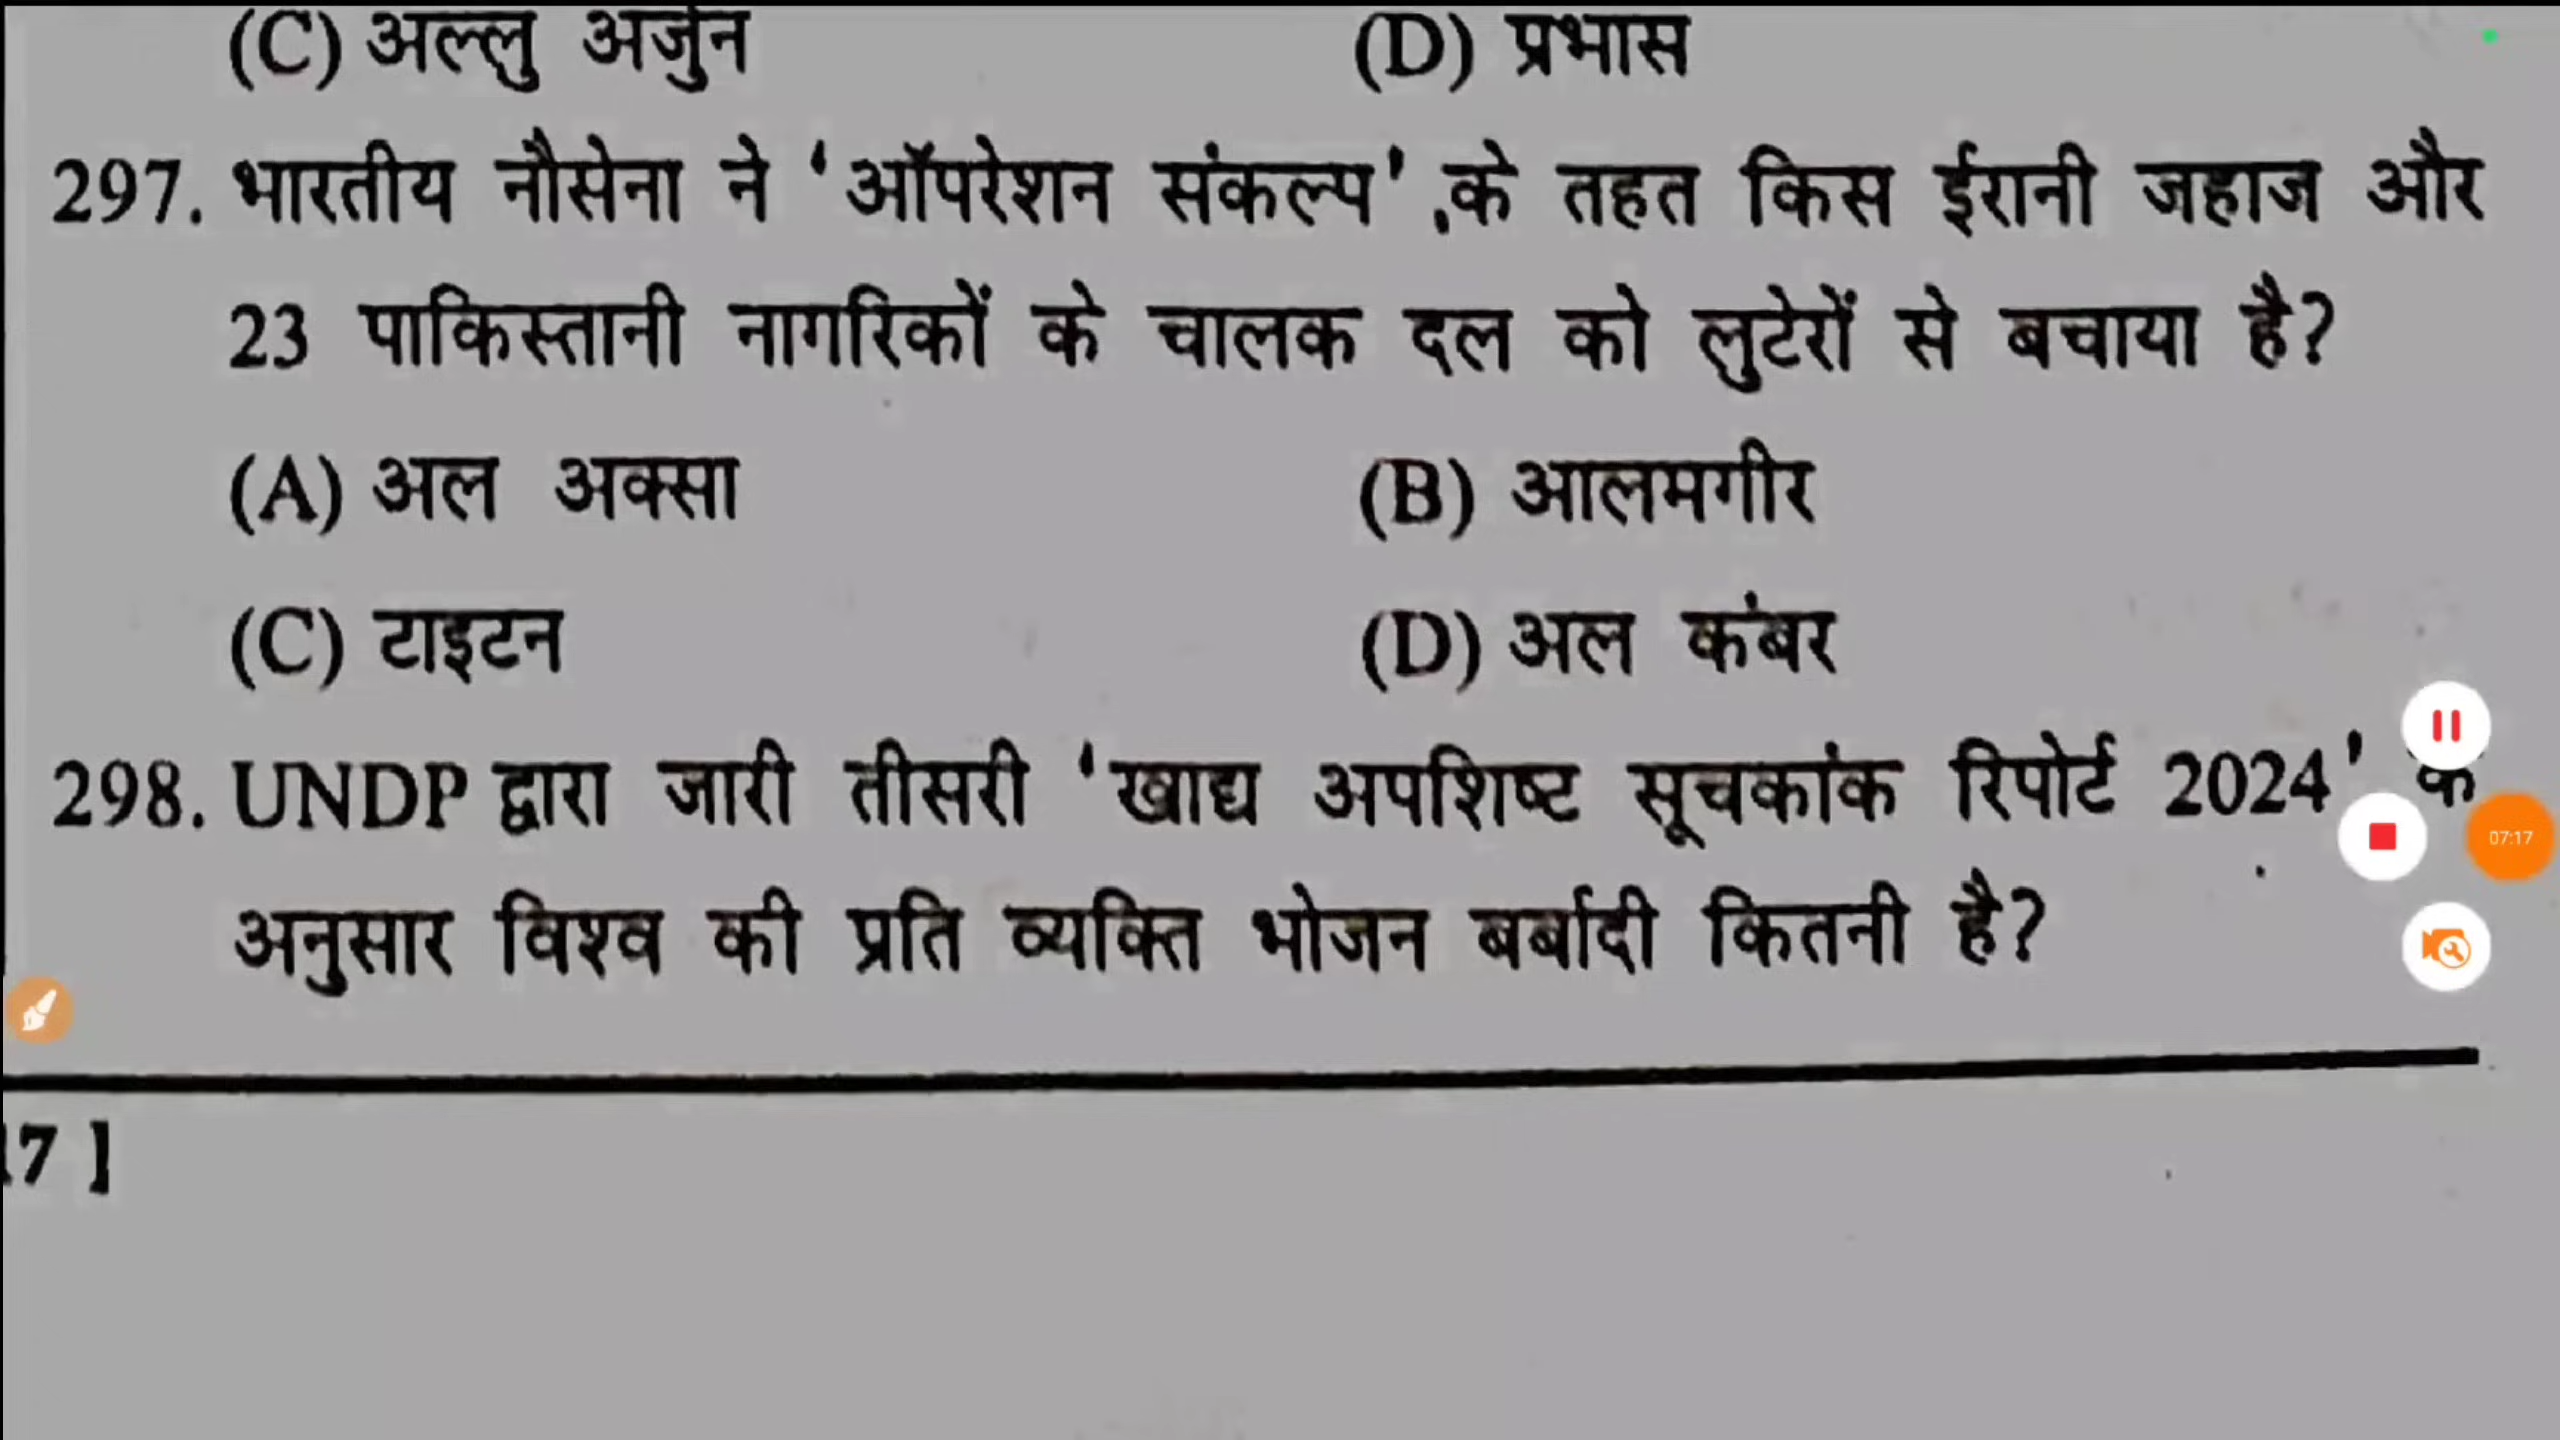 (C) अल्लु अर्जुन (D) प्रभास
297. भारतीय नौसेना ने ‘ऑपरेशन संकल्प’ के तहत किस ईरानी जहाज और
23 पाकिस्तानी नागरिकों के चालक दल को लुटेरों से बचाया है?
(A) अल अक्सा (B) आलमगीर
(C) टाइटन (D) अल कंबर
298. UNDP द्वारा जारी तीसरी ‘खाद्य अपशिष्ट सूचकांक रिपोर्ट 2024’
07:17
अनुसार विश्व की प्रति व्यक्ति भोजन बर्बादी कितनी है?
7 ]